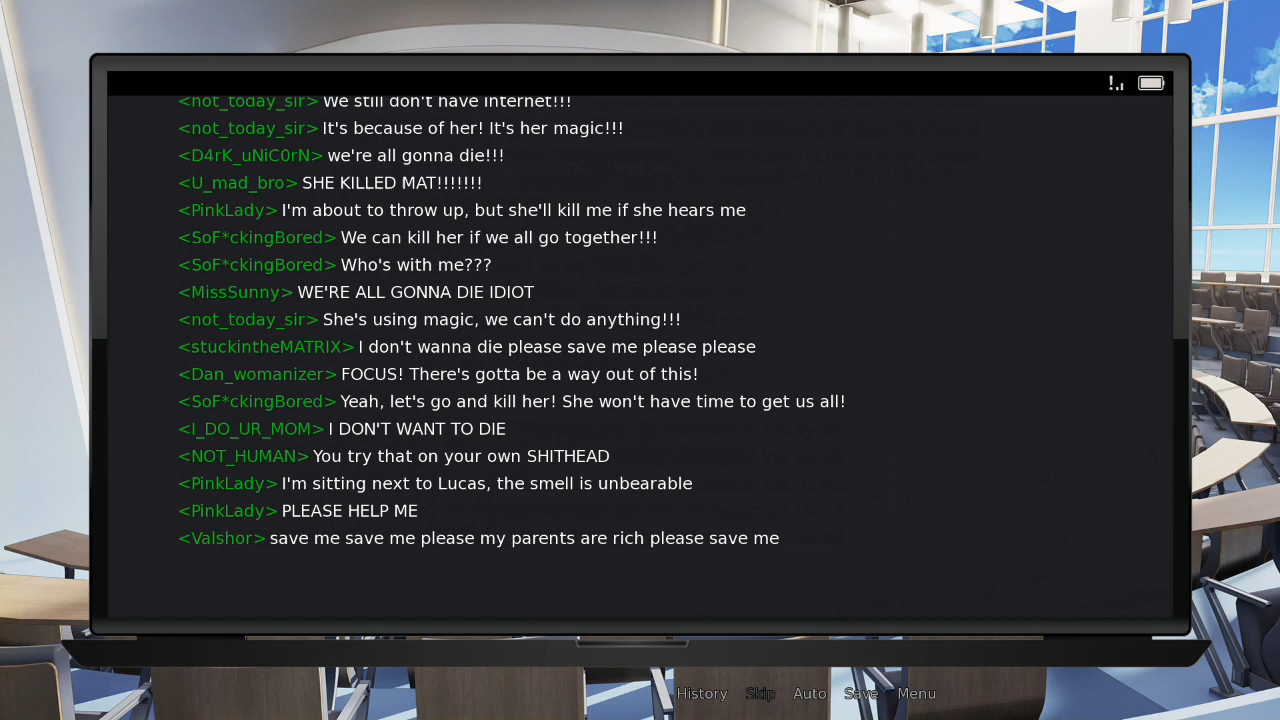 <not_today_sir> We still don't have internet!!!
<not_today_sir> It's because of her! It's her magic!!!
<D4rK_uNiC0rN> we're all gonna die!!!
<U_mad_bro> SHE KILLED MAT!!!!!!!
<PinkLady> I'm about to throw up, but she'll kill me if she hears me
<SoF*ckingBored> We can kill her if we all go together!!!
<SoF*ckingBored> Who's with me???
<MissSunny> WE'RE ALL GONNA DIE IDIOT
<not_today_sir> She's using magic, we can't do anything!!!
<stuckintheMATRIX> I don't wanna die please save me please please
<Dan_womanizer> FOCUS! There's gotta be a way out of this!
<SoF*ckingBored> Yeah, let's go and kill her! She won't have time to get us all!
<I_DO_UR_MOM> I DON'T WANT TO DIE
<NOT_HUMAN> You try that on your own SHITHEAD
<PinkLady> I'm sitting next to Lucas, the smell is unbearable
<PinkLady> PLEASE HELP ME
<Valshor> save me save me please my parents are rich please save me
History Skip Auto Save Menu